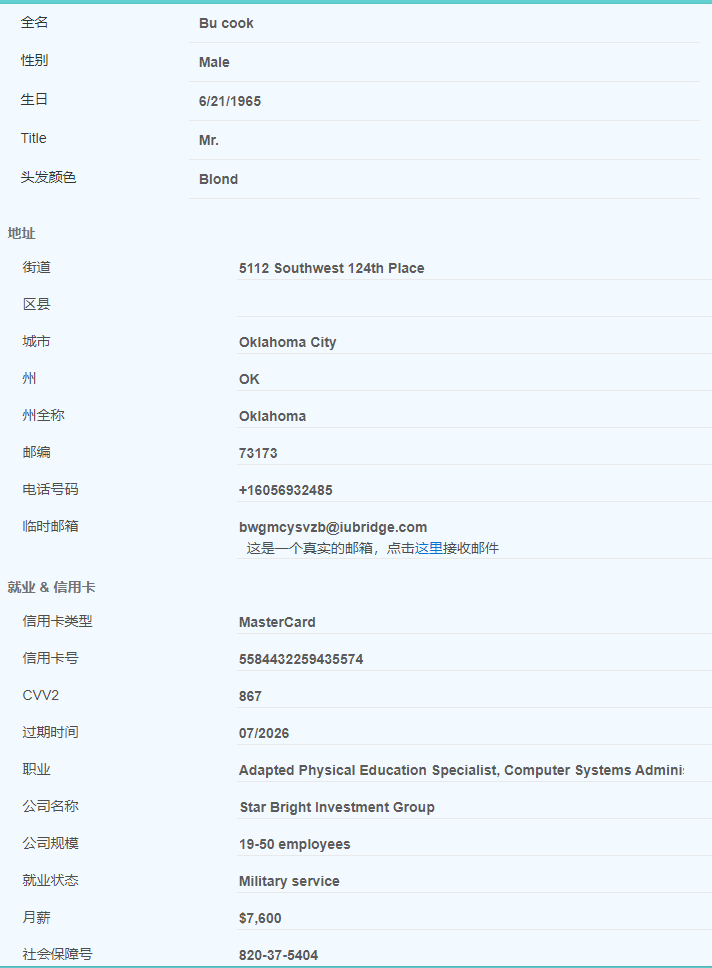 全名 Bu cook
性别 Male
生日 6/21/1965
Title Mr.
头发颜色 Blond
地址
街道 5112 Southwest 124th Place
区县
城市 Oklahoma City
州 OK
州全称 Oklahoma
邮编 73173
电话号码 +16056932485
临时邮箱 bwgmcysvzb@iubridge.com
这是一个真实的邮箱，点击这里接收邮件
就业 & 信用卡
信用卡类型 MasterCard
信用卡号 5584432259435574
CVV2 867
过期时间 07/2026
职业 Adapted Physical Education Specialist, Computer Systems Admini
公司名称 Star Bright Investment Group
公司规模 19-50 employees
就业状态 Military service
月薪 $7,600
社会保障号 820-37-5404